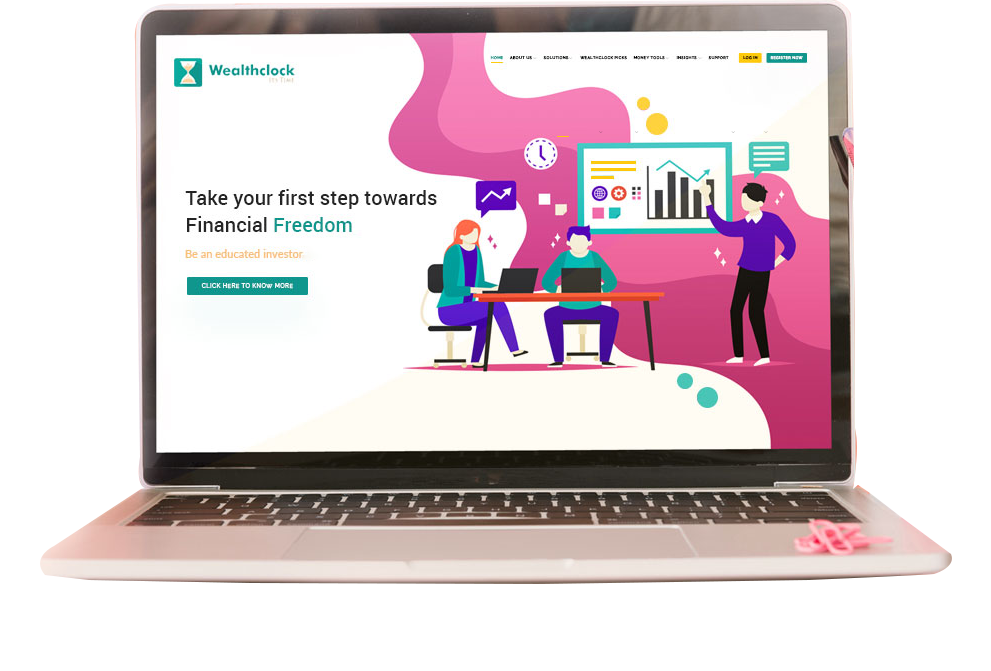 Wealthclock
It's Time
HOME ABOUT US SOLUTIONS WEALTHCLOCK PICKS MONEY TOOLS INSIGHTS SUPPORT LOG IN REGISTER NOW
Take your first step towards
Financial Freedom
Be an educated investor
CLICK HERE TO KNOW MORE